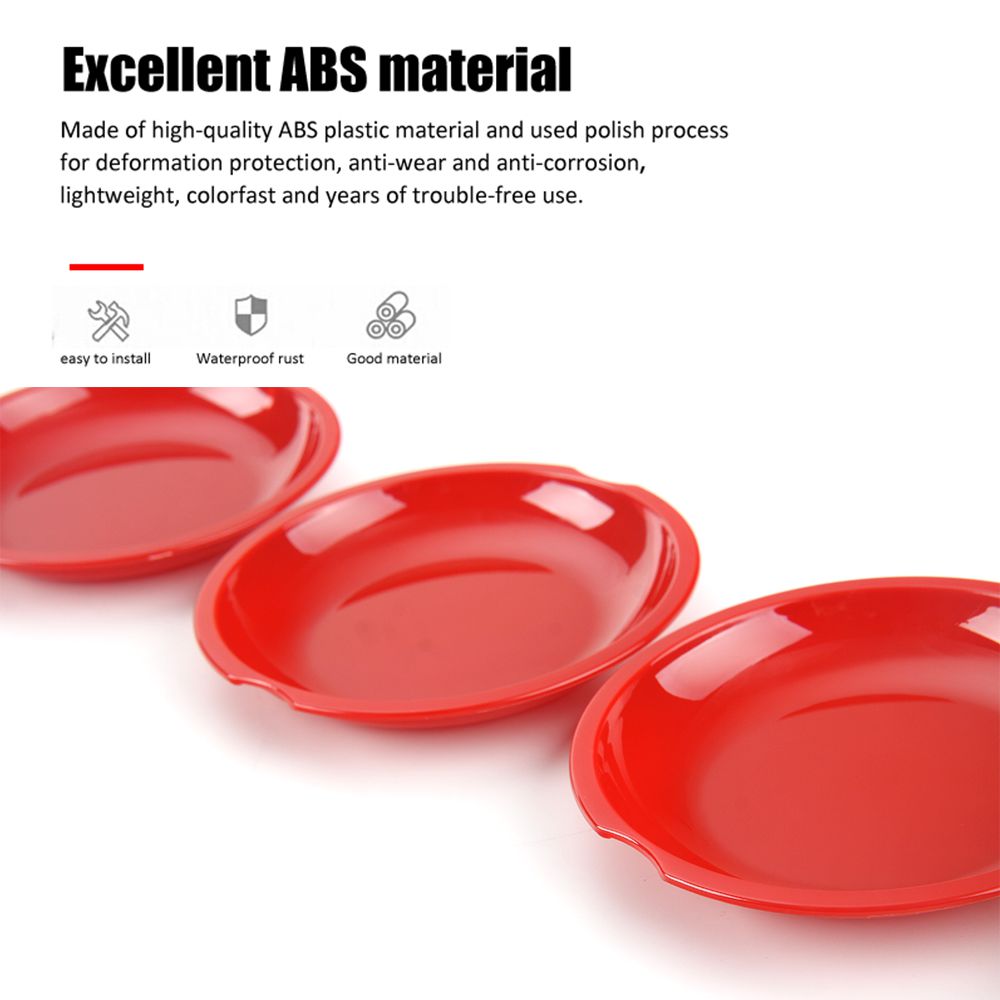 Excellent ABS material
Made of high-quality ABS plastic material and used polish process
for deformation protection, anti-wear and anti-corrosion,
lightweight, colorfast and years of trouble-free use.
easy to install
Waterproof rust
Good material